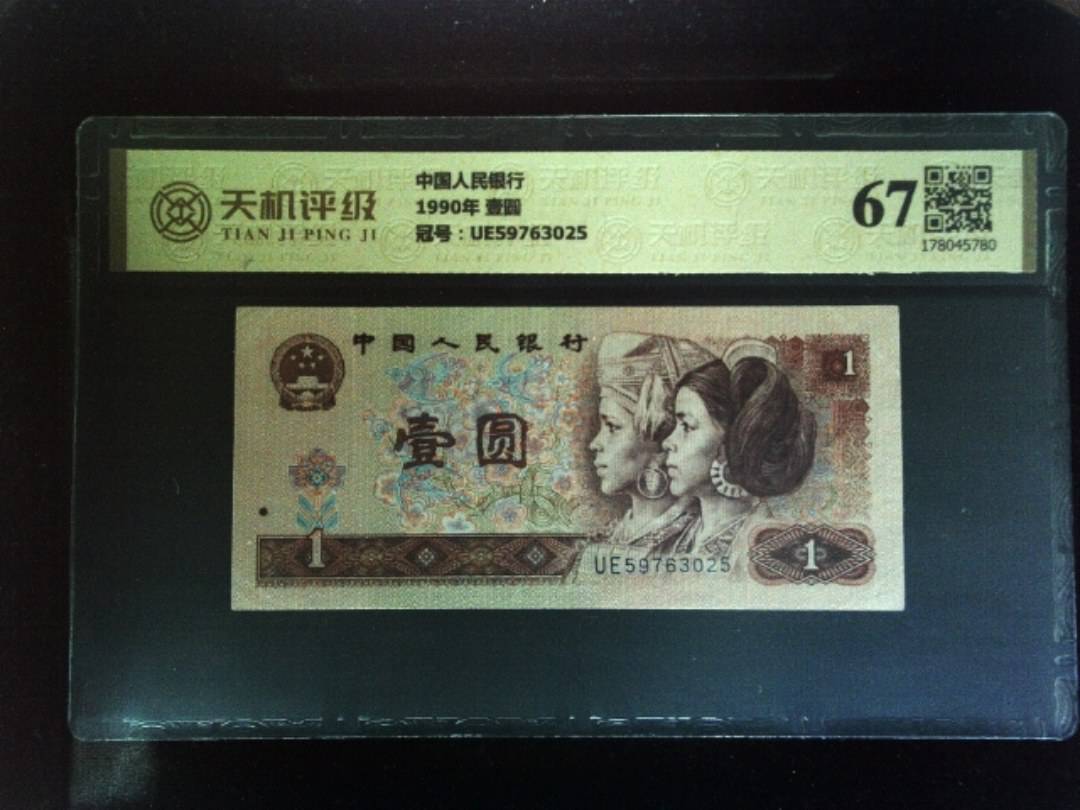 天机评级
TIAN JI PING JI
中国人民银行
1990年 壹圆
冠号：UE59763025
67
178045780
中国人民银行
1
壹圆
1
UE59763025
1